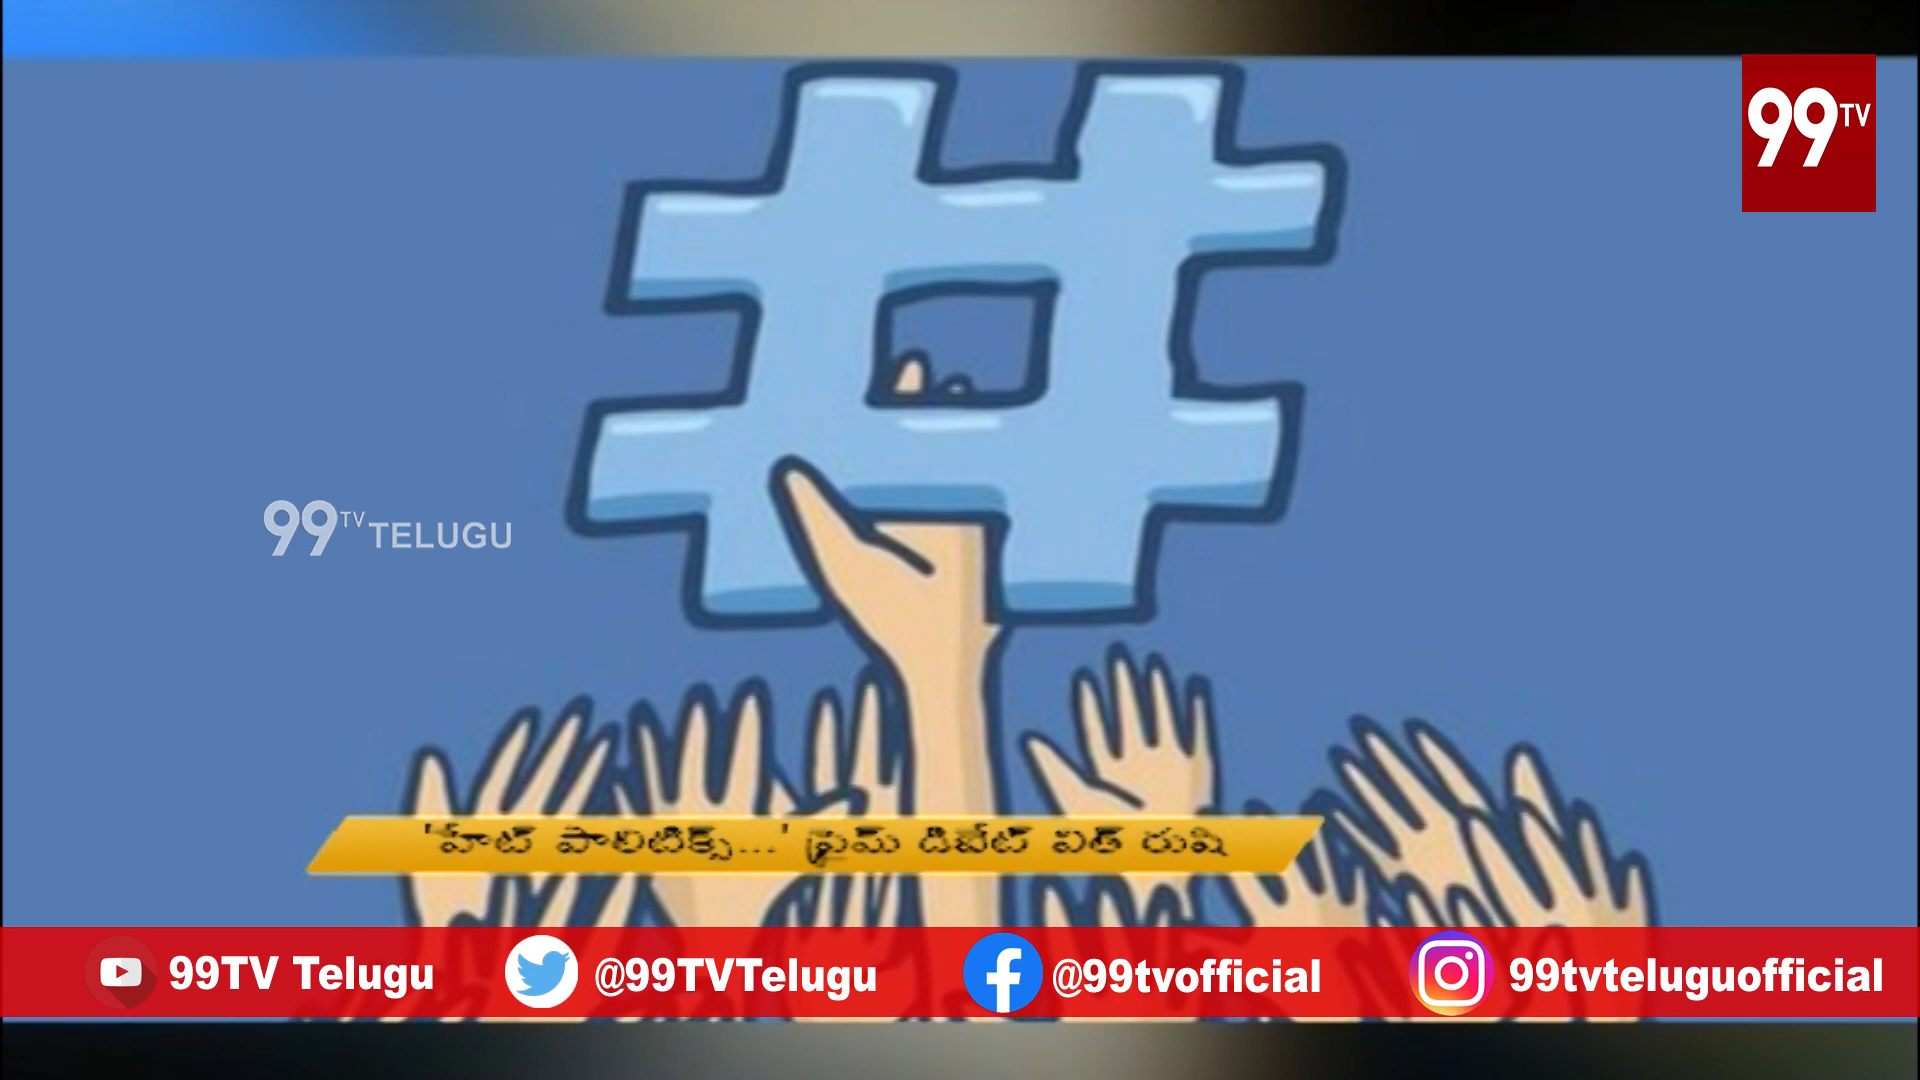 99TV
99TV TELUGU
'హేట్ పాలిటిక్స్...' ప్రైమ్ డిబేట్ విత్ రుషి
99TV Telugu @99TVTelugu @99tvofficial 99tvteluguofficial